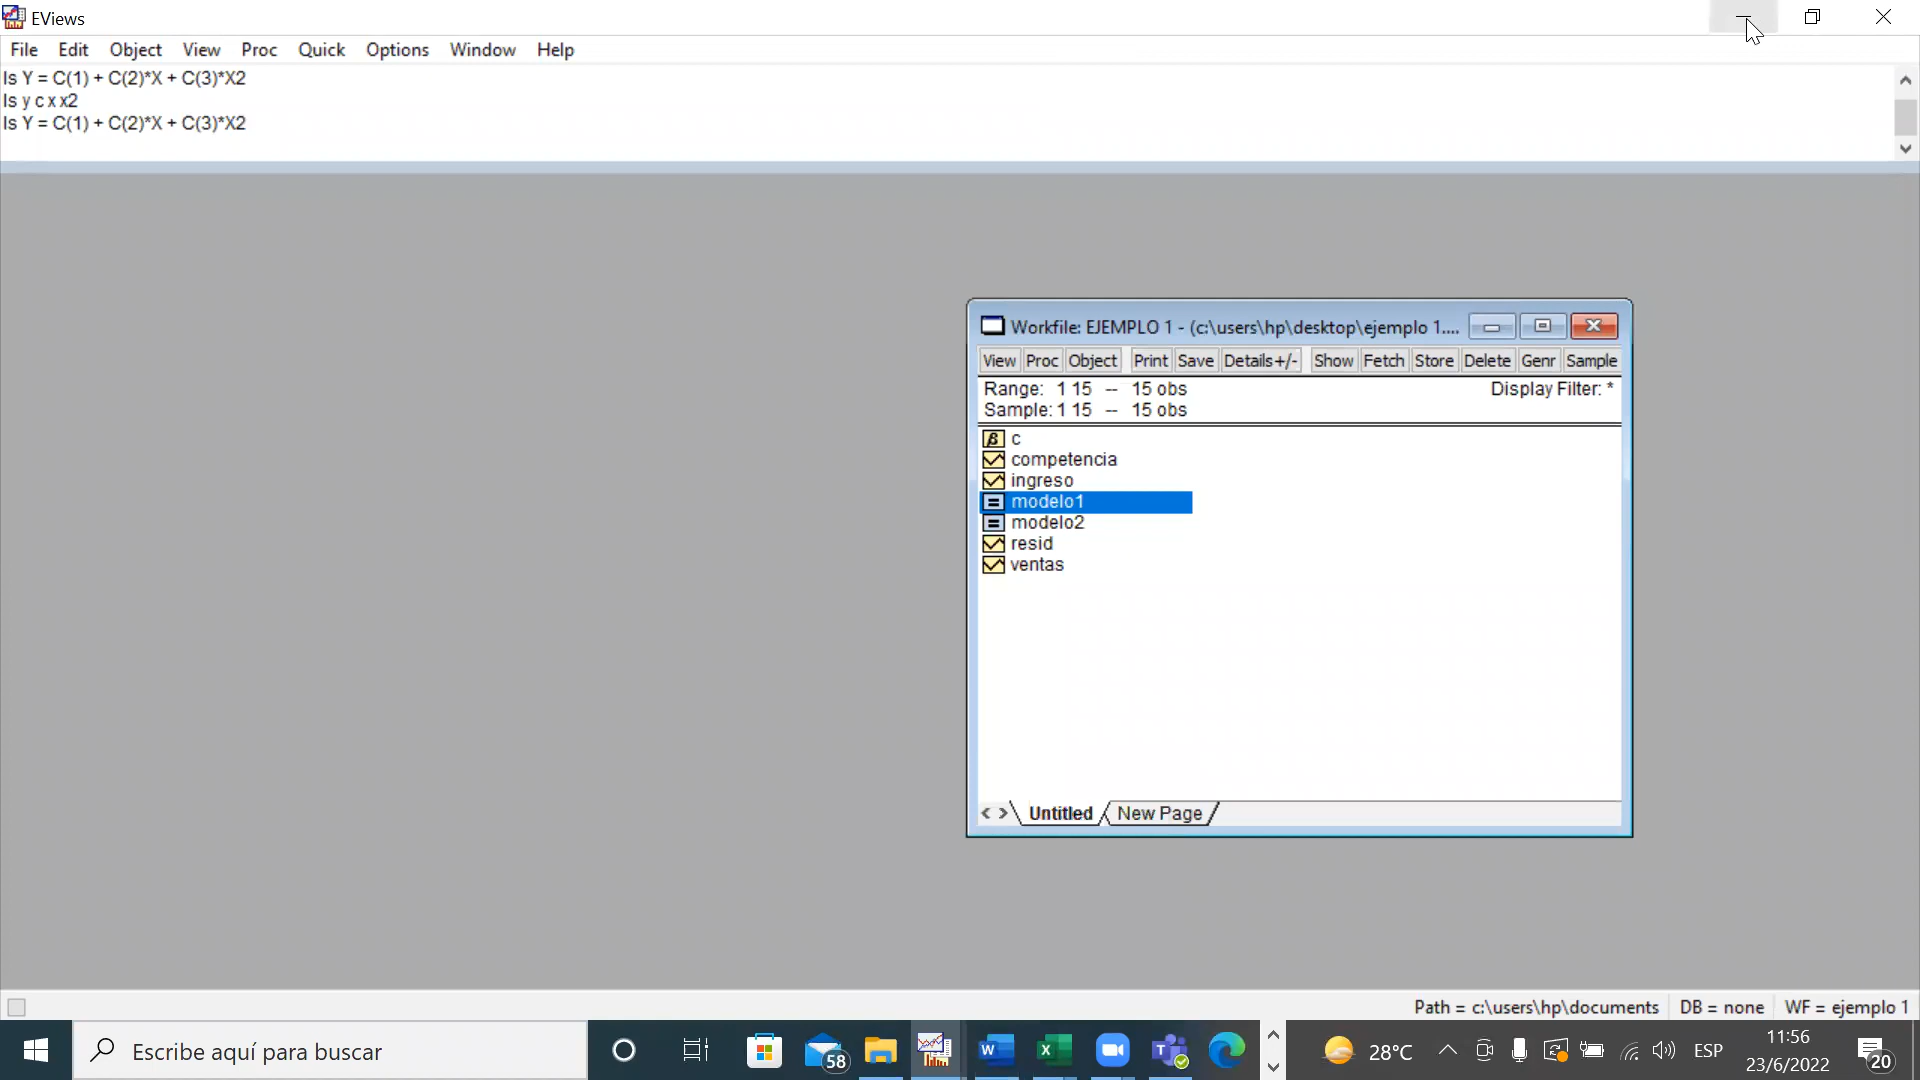 EViews
File Edit Object View Proc Quick Options Window Help
ls Y = C(1) + C(2)*X + C(3)*X2
ls y c x x2
ls Y = C(1) + C(2)*X + C(3)*X2
Workfile: EJEMPLO 1 - (c:\users\hp\desktop\ejemplo 1....
View Proc Object Print Save Details+/- Show Fetch Store Delete Genr Sample
Range: 1 15 -- 15 obs Display Filter: *
Sample: 1 15 -- 15 obs
β c
competencia
ingreso
modelo1
modelo2
resid
ventas
< > Untitled New Page
Path = c:\users\hp\documents DB = none WF = ejemplo 1
Escribe aquí para buscar
58
28°C
ESP
11:56
23/6/2022
20